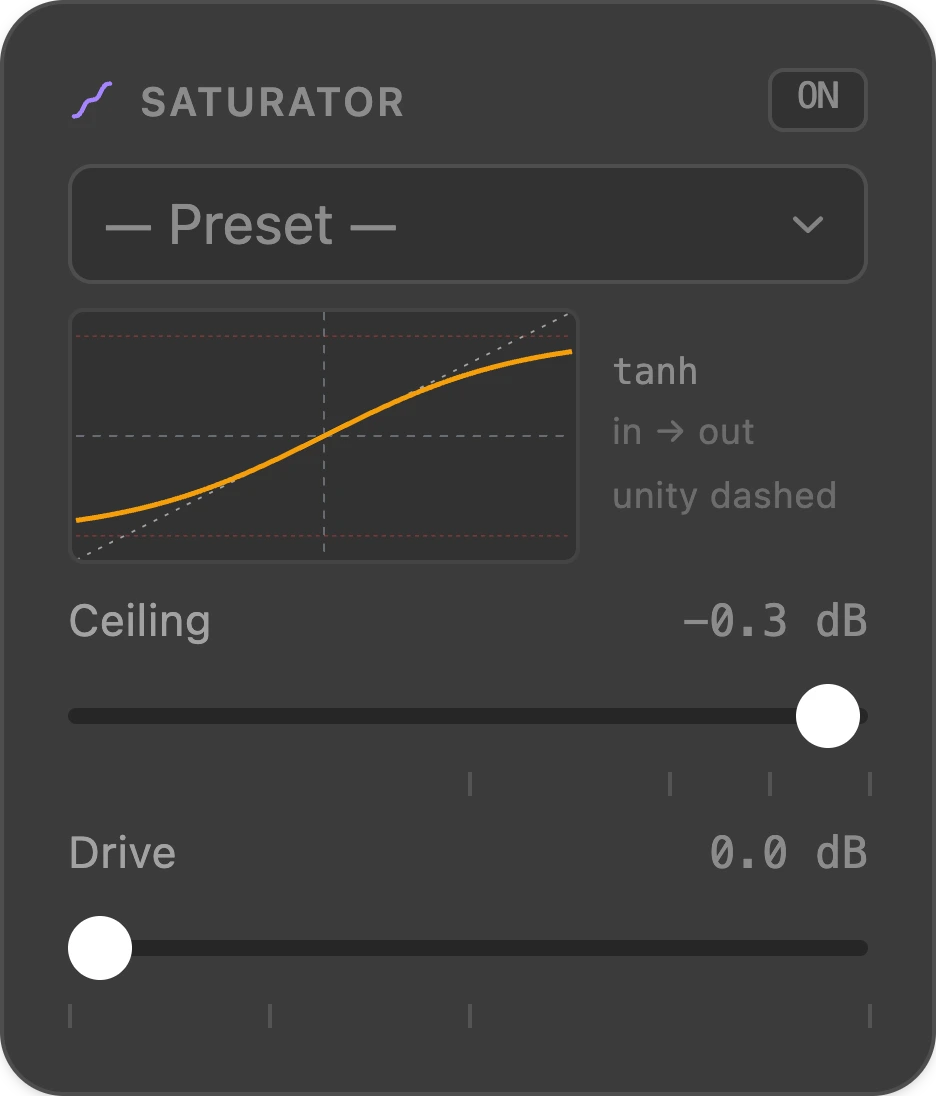 SATURATOR
ON
— Preset —
tanh
in → out
unity dashed
Ceiling
−0.3 dB
Drive
0.0 dB